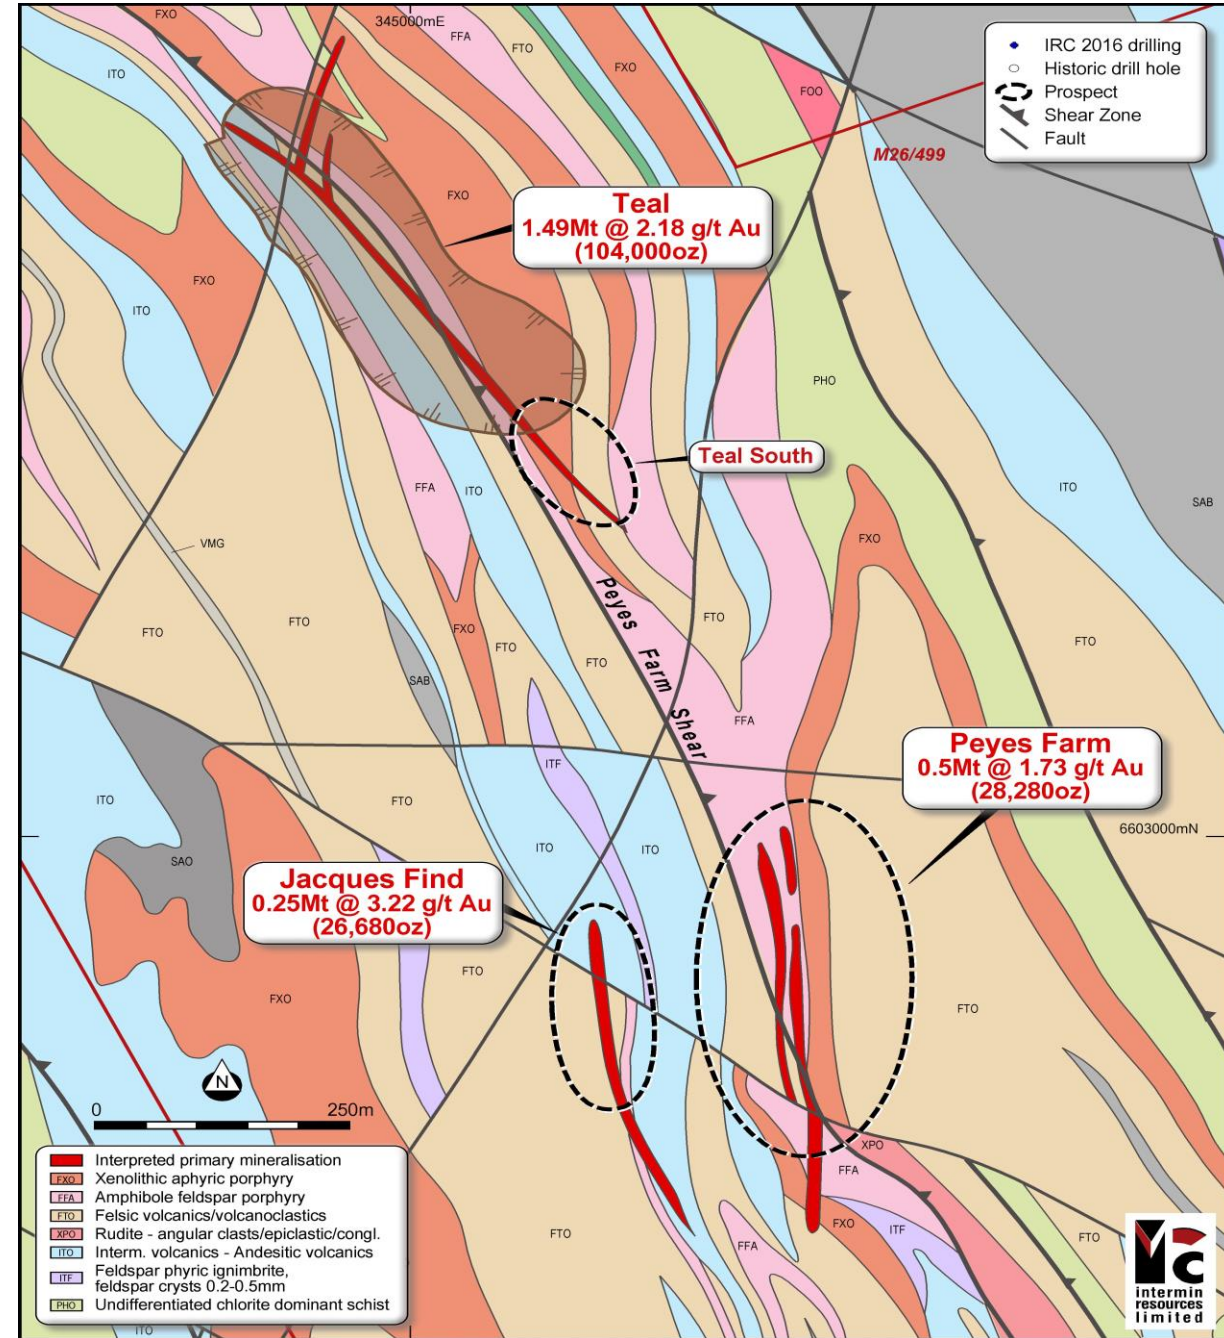 345000mE
FXO
FFA
FTO
ITO
FXO
FOO
IRC 2016 drilling
Historic drill hole
Prospect
Shear Zone
Fault
M26/499
FXO
Teal
1.49Mt @ 2.18 g/t Au
(104,000oz)
FXO
ITO
PHO
Teal South
FFA
ITO
ITO
SAB
VMG
FXO
Peyes Farm Shear
FTO
FTO
FXO
FTO
FTO
FTO
FTO
SAB
FFA
Peyes Farm
0.5Mt @ 1.73 g/t Au
(28,280oz)
ITF
ITO
FTO
6603000mN
ITO
ITO
SAO
Jacques Find
0.25Mt @ 3.22 g/t Au
(26,680oz)
FTO
FXO
FTO
N
0
250m
XPO
FFA
FXO
ITF
FTO
FFA
FTO
Interpreted primary mineralisation
FXO Xenolithic aphyric porphyry
FFA Amphibole feldspar porphyry
FTO Felsic volcanics/volcanoclastics
XPO Rudite - angular clasts/epiclastic/congl.
ITO Interm. volcanics - Andesitic volcanics
ITF Feldspar phyric ignimbrite,
feldspar crysts 0.2-0.5mm
PHO Undifferentiated chlorite dominant schist
ITO
intermin
resources
limited